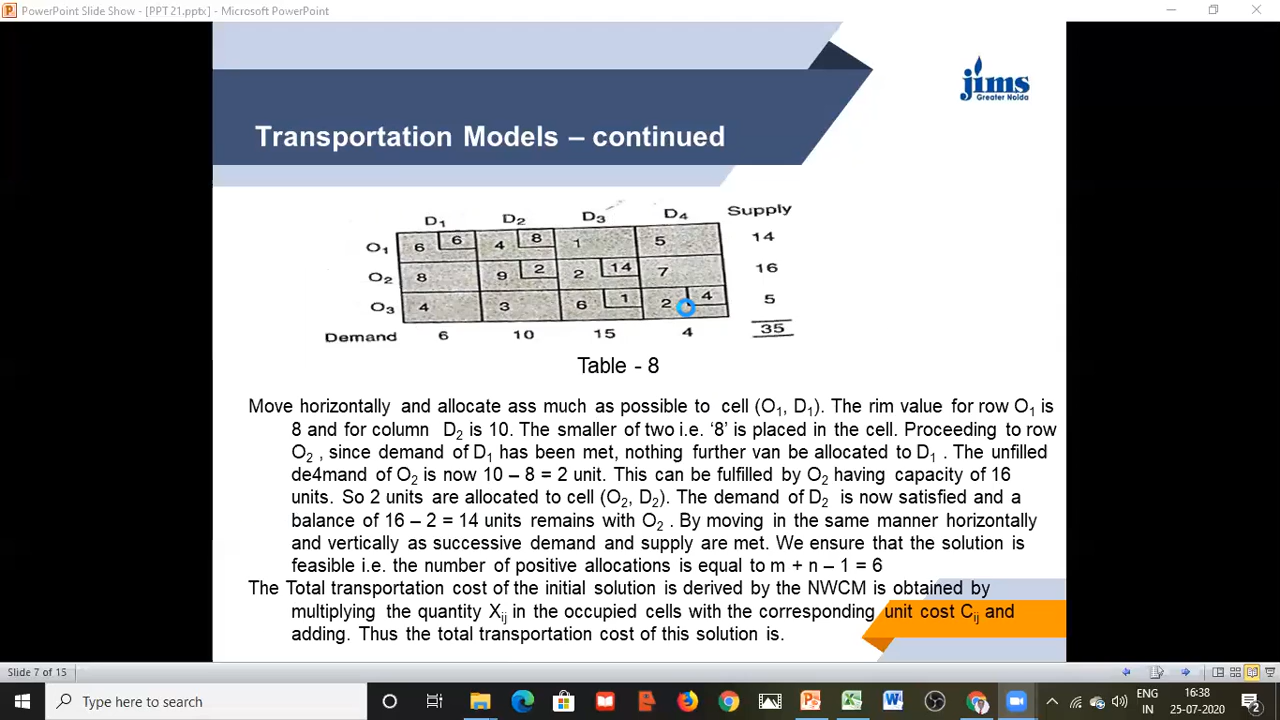 PowerPoint Slide Show - [PPT 21.pptx] - Microsoft PowerPoint
jims
Greater Noida
Transportation Models – continued
D1 D2 D3 D4 Supply
O1 6 6 4 8 1 5 14
O2 8 9 2 2 14 7 16
O3 4 3 6 1 2 4 5
Demand 6 10 15 4 35
Table - 8
Move horizontally and allocate ass much as possible to cell (O1, D1). The rim value for row O1 is
8 and for column D2 is 10. The smaller of two i.e. ‘8’ is placed in the cell. Proceeding to row
O2 , since demand of D1 has been met, nothing further van be allocated to D1 . The unfilled
de4mand of O2 is now 10 – 8 = 2 unit. This can be fulfilled by O2 having capacity of 16
units. So 2 units are allocated to cell (O2, D2). The demand of D2 is now satisfied and a
balance of 16 – 2 = 14 units remains with O2 . By moving in the same manner horizontally
and vertically as successive demand and supply are met. We ensure that the solution is
feasible i.e. the number of positive allocations is equal to m + n – 1 = 6
The Total transportation cost of the initial solution is derived by the NWCM is obtained by
multiplying the quantity Xij in the occupied cells with the corresponding unit cost Cij and
adding. Thus the total transportation cost of this solution is.
Slide 7 of 15
Type here to search
ENG
IN
16:38
25-07-2020
2